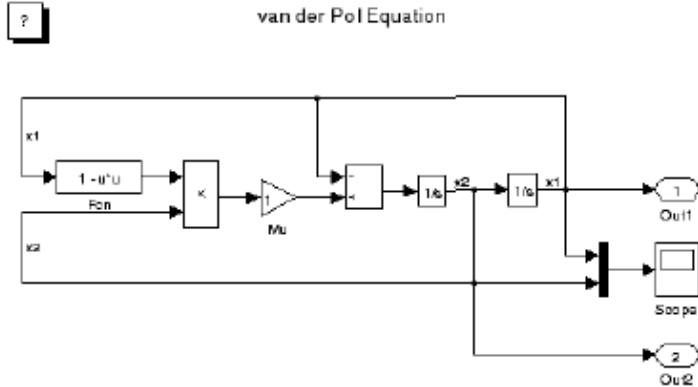 ?
van der Pol Equation
x1
1 - u*u
Fcn
x
1
Mu
-
+
1/s
x2
1/s
x1
1
Out1
x2
Scope
2
Out2